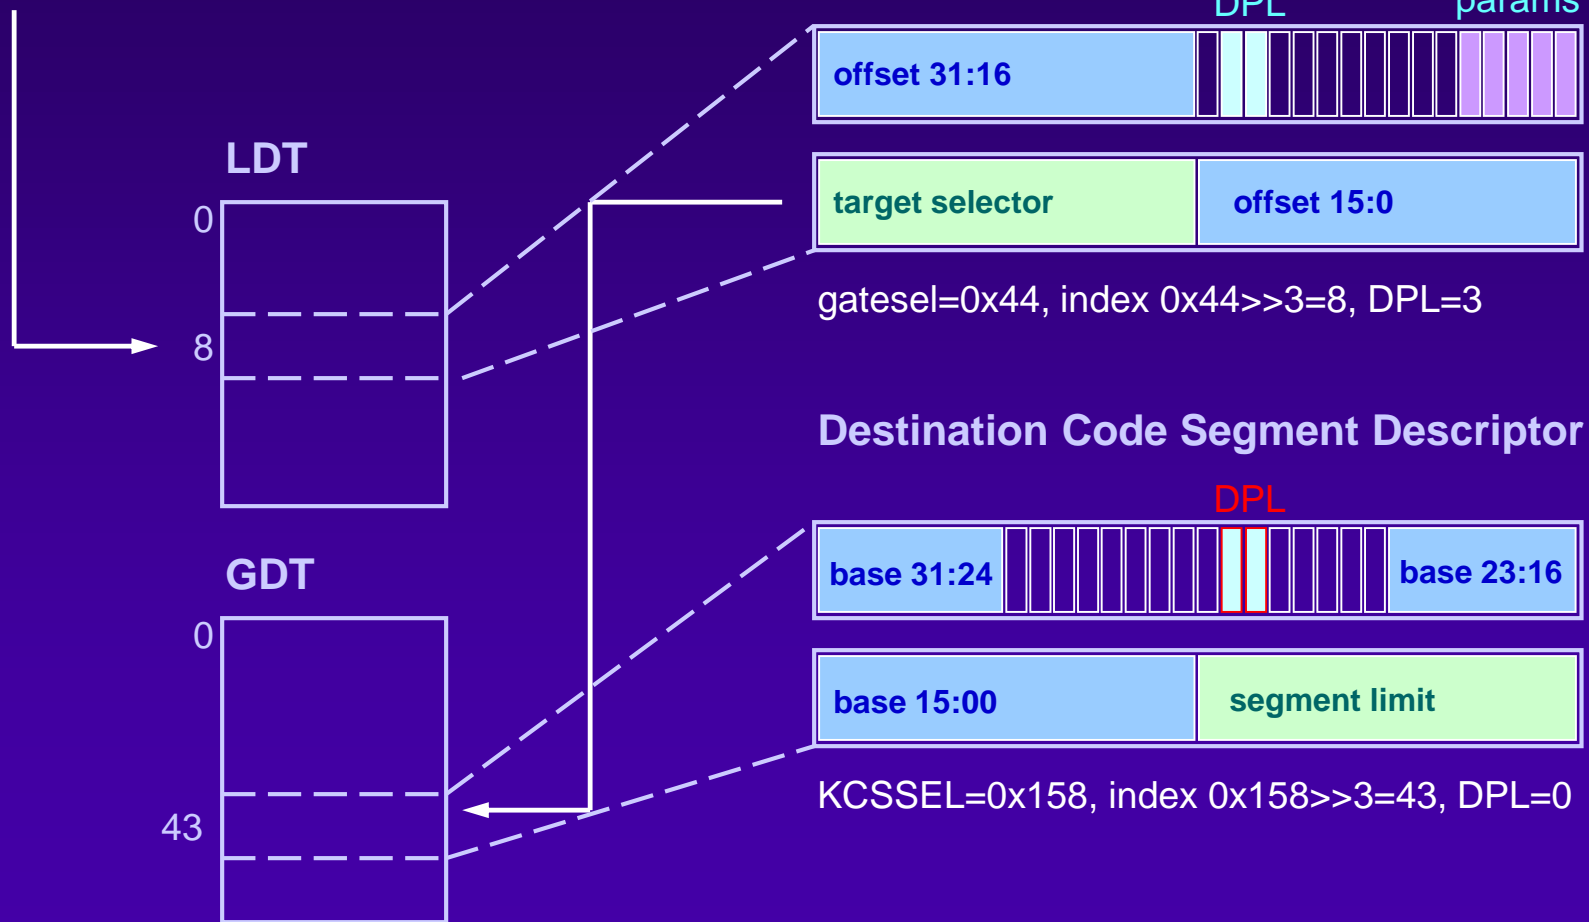 DPL params
offset 31:16
LDT
0
target selector offset 15:0
gatesel=0x44, index 0x44>>3=8, DPL=3
8
Destination Code Segment Descriptor
DPL
base 31:24 base 23:16
GDT
0
base 15:00 segment limit
KCSSEL=0x158, index 0x158>>3=43, DPL=0
43